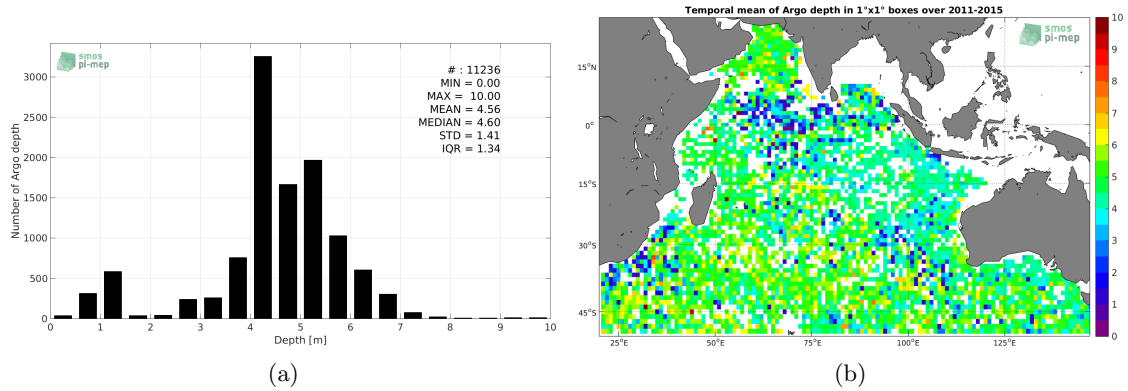 smos
pi-mep
# : 11236
MIN = 0.00
MAX = 10.00
MEAN = 4.56
MEDIAN = 4.60
STD = 1.41
IQR = 1.34
Number of Argo depth
3000
2500
2000
1500
1000
500
0
0 1 2 3 4 5 6 7 8 9 10
Depth [m]
(a)
Temporal mean of Argo depth in 1°x1° boxes over 2011-2015
smos
pi-mep
15°N
0°
15°S
30°S
45°S
25°E 50°E 75°E 100°E 125°E
10
9
8
7
6
5
4
3
2
1
0
(b)